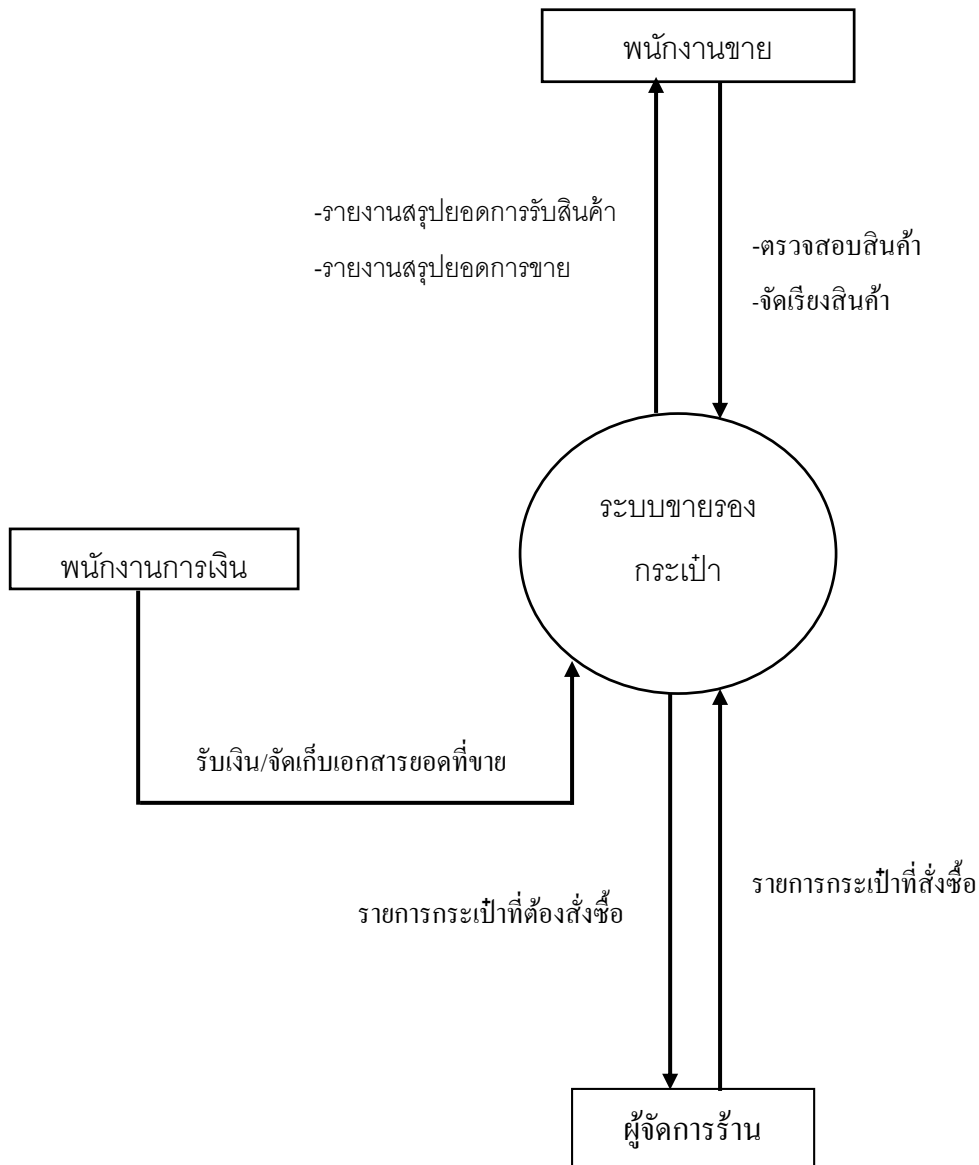 พนักงานขาย
-รายงานสรุปยอดการรับสินค้า
-รายงานสรุปยอดการขาย
-ตรวจสอบสินค้า
-จัดเรียงสินค้า
ระบบขายรอง
กระเป๋า
พนักงานการเงิน
รับเงิน/จัดเก็บเอกสารยอดที่ขาย
รายการกระเป๋าที่สั่งซื้อ
รายการกระเป๋าที่ต้องสั่งซื้อ
ผู้จัดการร้าน